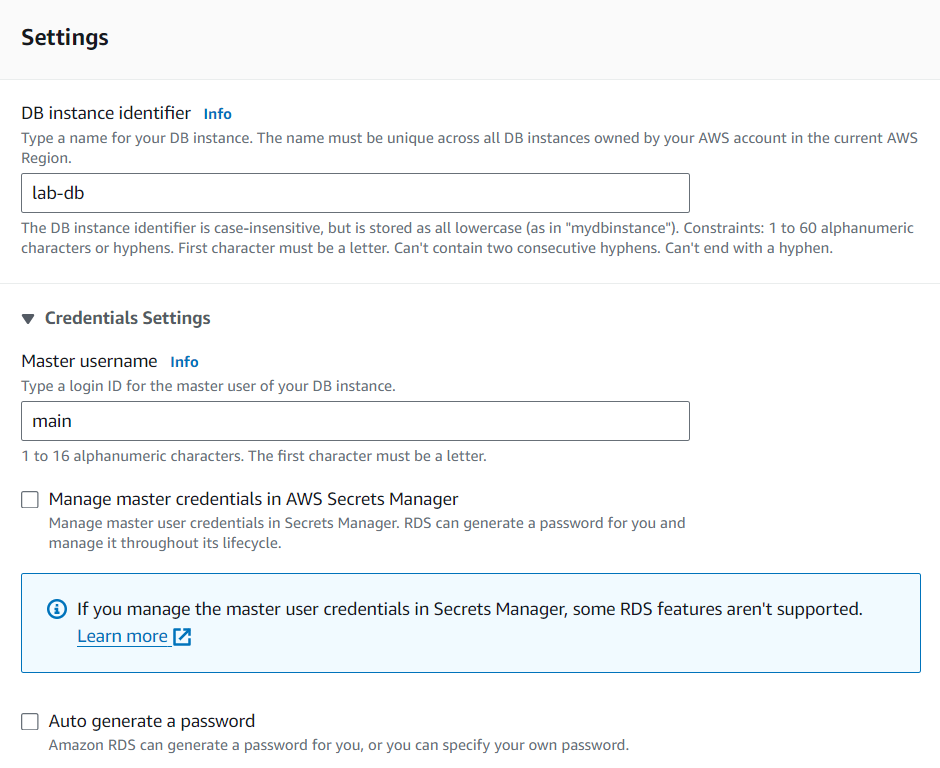 Settings
DB instance identifier Info
Type a name for your DB instance. The name must be unique across all DB instances owned by your AWS account in the current AWS
Region.
lab-db
The DB instance identifier is case-insensitive, but is stored as all lowercase (as in "mydbinstance"). Constraints: 1 to 60 alphanumeric
characters or hyphens. First character must be a letter. Can't contain two consecutive hyphens. Can't end with a hyphen.
Credentials Settings
Master username Info
Type a login ID for the master user of your DB instance.
main
1 to 16 alphanumeric characters. The first character must be a letter.
Manage master credentials in AWS Secrets Manager
Manage master user credentials in Secrets Manager. RDS can generate a password for you and
manage it throughout its lifecycle.
If you manage the master user credentials in Secrets Manager, some RDS features aren't supported.
Learn more
Auto generate a password
Amazon RDS can generate a password for you, or you can specify your own password.